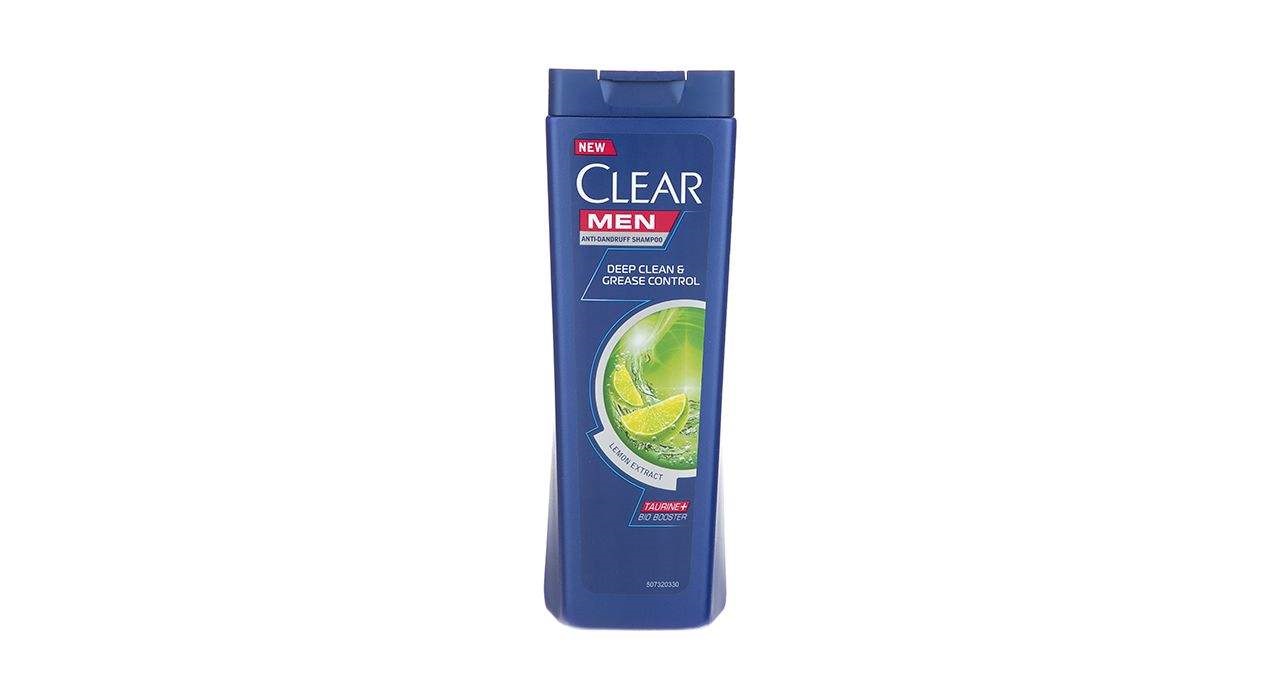 NEW
CLEAR
MEN
ANTI-DANDRUFF SHAMPOO
DEEP CLEAN &
GREASE CONTROL
LEMON EXTRACT
TAURINE+
BIO BOOSTER
507320330